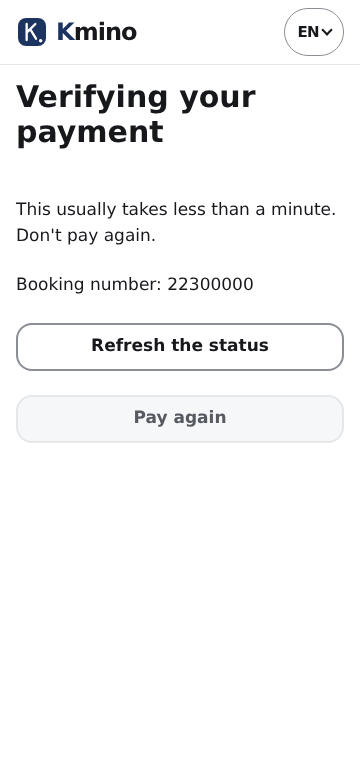 K. Kmino
EN
Verifying your
payment
This usually takes less than a minute.
Don't pay again.
Booking number: 22300000
Refresh the status
Pay again